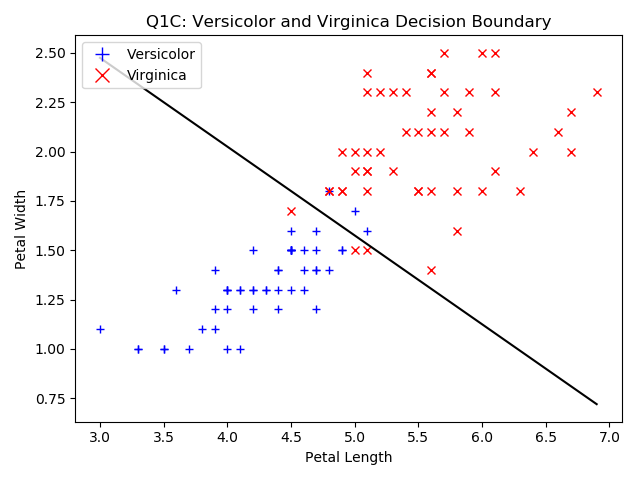 Q1C: Versicolor and Virginica Decision Boundary
Versicolor
Virginica
2.50
2.25
2.00
1.75
1.50
1.25
1.00
0.75
Petal Width
3.0 3.5 4.0 4.5 5.0 5.5 6.0 6.5 7.0
Petal Length